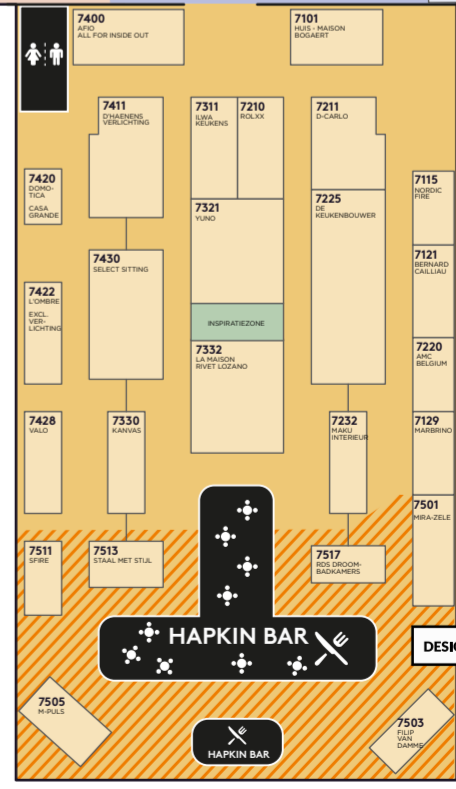 7400
AFIO
ALL FOR INSIDE OUT
7101
HUIS - MAISON
BOGAERT
7411
D'HAENENS
VERLICHTING
7311
ILWA
KEUKENS
7210
ROLXX
7211
D-CARLO
7420
DOMO-
TICA
CASA
GRANDE
7115
NORDIC
FIRE
7321
YUNO
7225
DE
KEUKENBOUWER
7430
SELECT SITTING
7121
BERNARD
CAILLIAU
7422
L'OMBRE
EXCL.
VER-
LICHTING
INSPIRATIEZONE
7332
LA MAISON
RIVET LOZANO
7220
AMC
BELGIUM
7428
VALO
7330
KANVAS
7232
MAKU
INTERIEUR
7129
MARBRINO
7501
MIRA-ZELE
7511
SFIRE
7513
STAAL MET STIJL
7517
RDS DROOM-
BADKAMERS
HAPKIN BAR
DESI
7505
M-PULS
7503
FILIP
VAN
DAMME
HAPKIN BAR